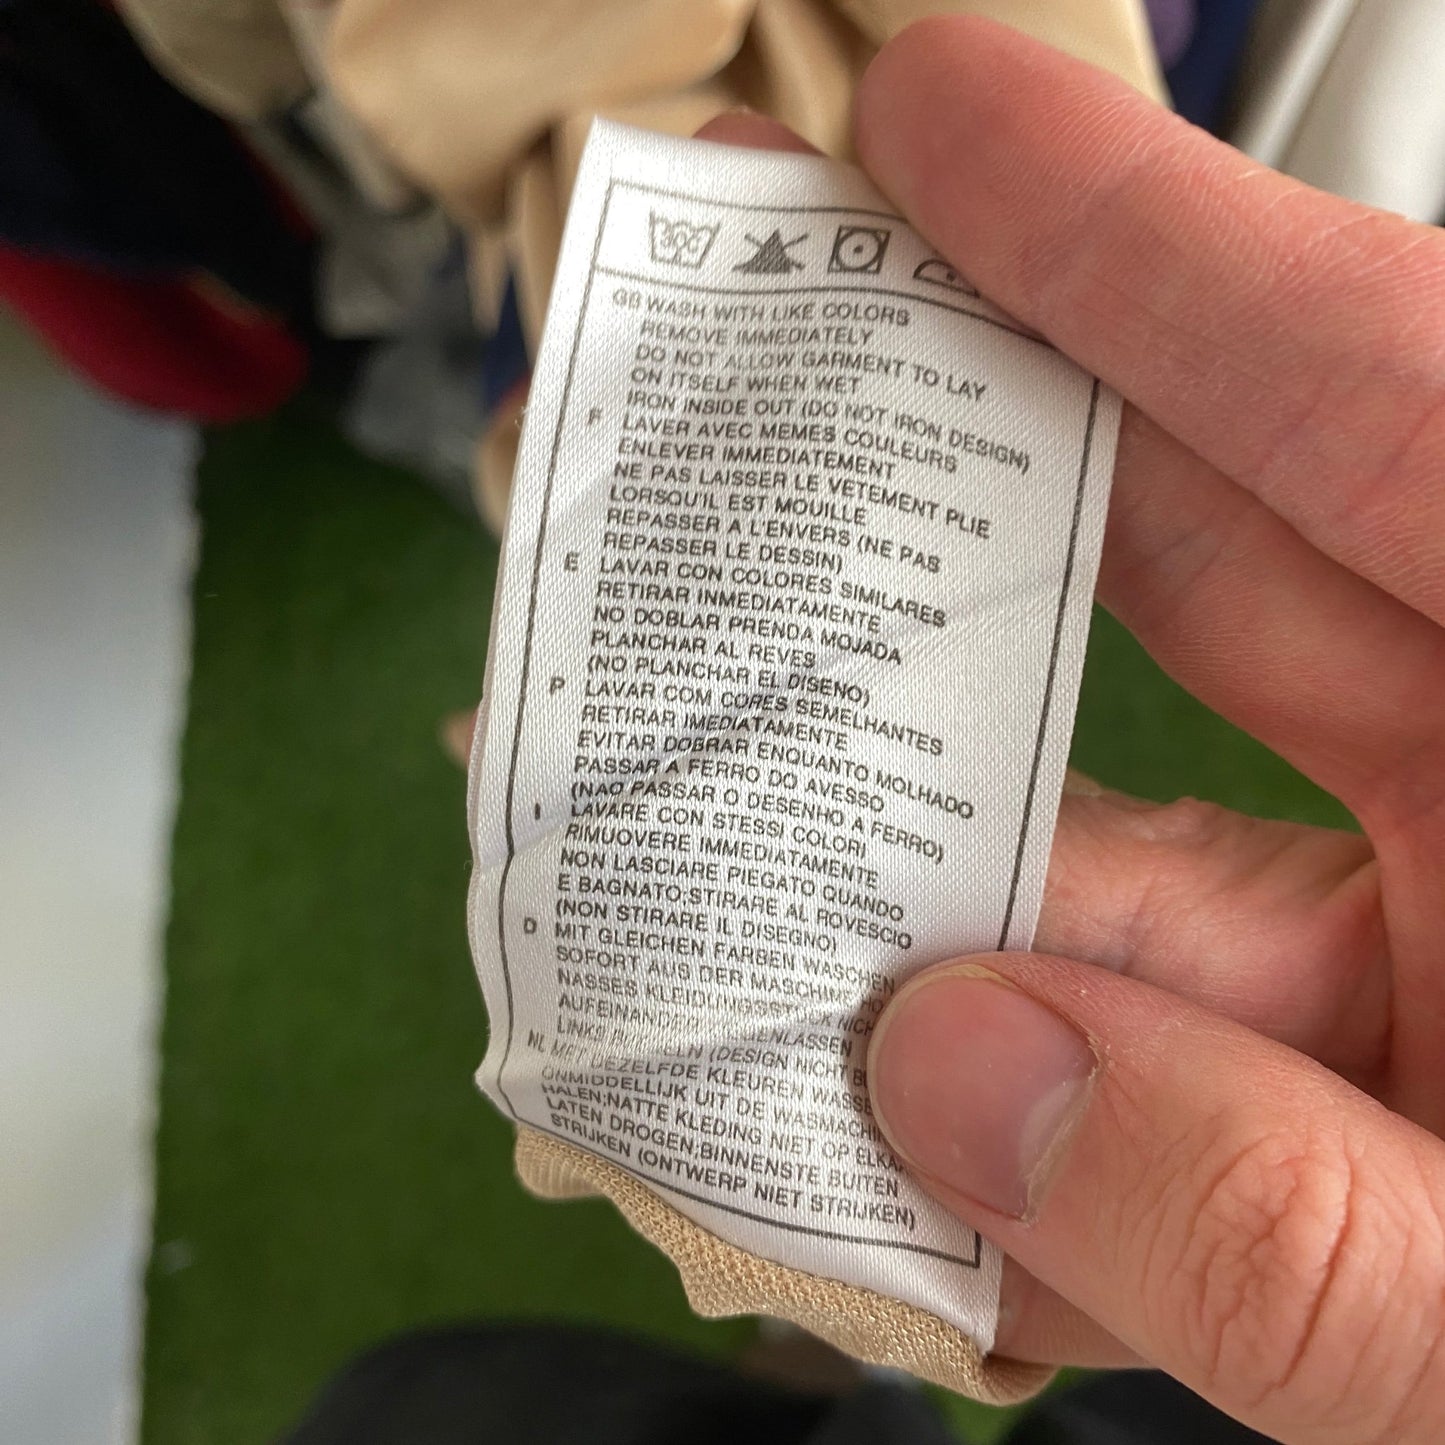 30°
GB WASH WITH LIKE COLORS
REMOVE IMMEDIATELY
DO NOT ALLOW GARMENT TO LAY
ON ITSELF WHEN WET
IRON INSIDE OUT (DO NOT IRON DESIGN)
F LAVER AVEC MEMES COULEURS
ENLEVER IMMEDIATEMENT
NE PAS LAISSER LE VETEMENT PLIE
LORSQU'IL EST MOUILLE
REPASSER A L'ENVERS (NE PAS
REPASSER LE DESSIN)
E LAVAR CON COLORES SIMILARES
RETIRAR INMEDIATAMENTE
NO DOBLAR PRENDA MOJADA
PLANCHAR AL REVES
(NO PLANCHAR EL DISENO)
P LAVAR COM CORES SEMELHANTES
RETIRAR IMEDIATAMENTE
EVITAR DOBRAR ENQUANTO MOLHADO
PASSAR A FERRO DO AVESSO
(NAO PASSAR O DESENHO A FERRO)
I LAVARE CON STESSI COLORI
RIMUOVERE IMMEDIATAMENTE
NON LASCIARE PIEGATO QUANDO
E BAGNATO;STIRARE AL ROVESCIO
(NON STIRARE IL DISEGNO)
D MIT GLEICHEN FARBEN WASCHEN
SOFORT AUS DER
NASSES
LINKS (DESIGN NICHT
NL MET DEZELFDE KLEUREN
ONMIDDELLIJK UIT DE
HALEN;NATTE KLEDING NIET OP
LATEN DROGEN;BINNENSTE BUITEN
STRIJKEN (ONTWERP NIET STRIJKEN)